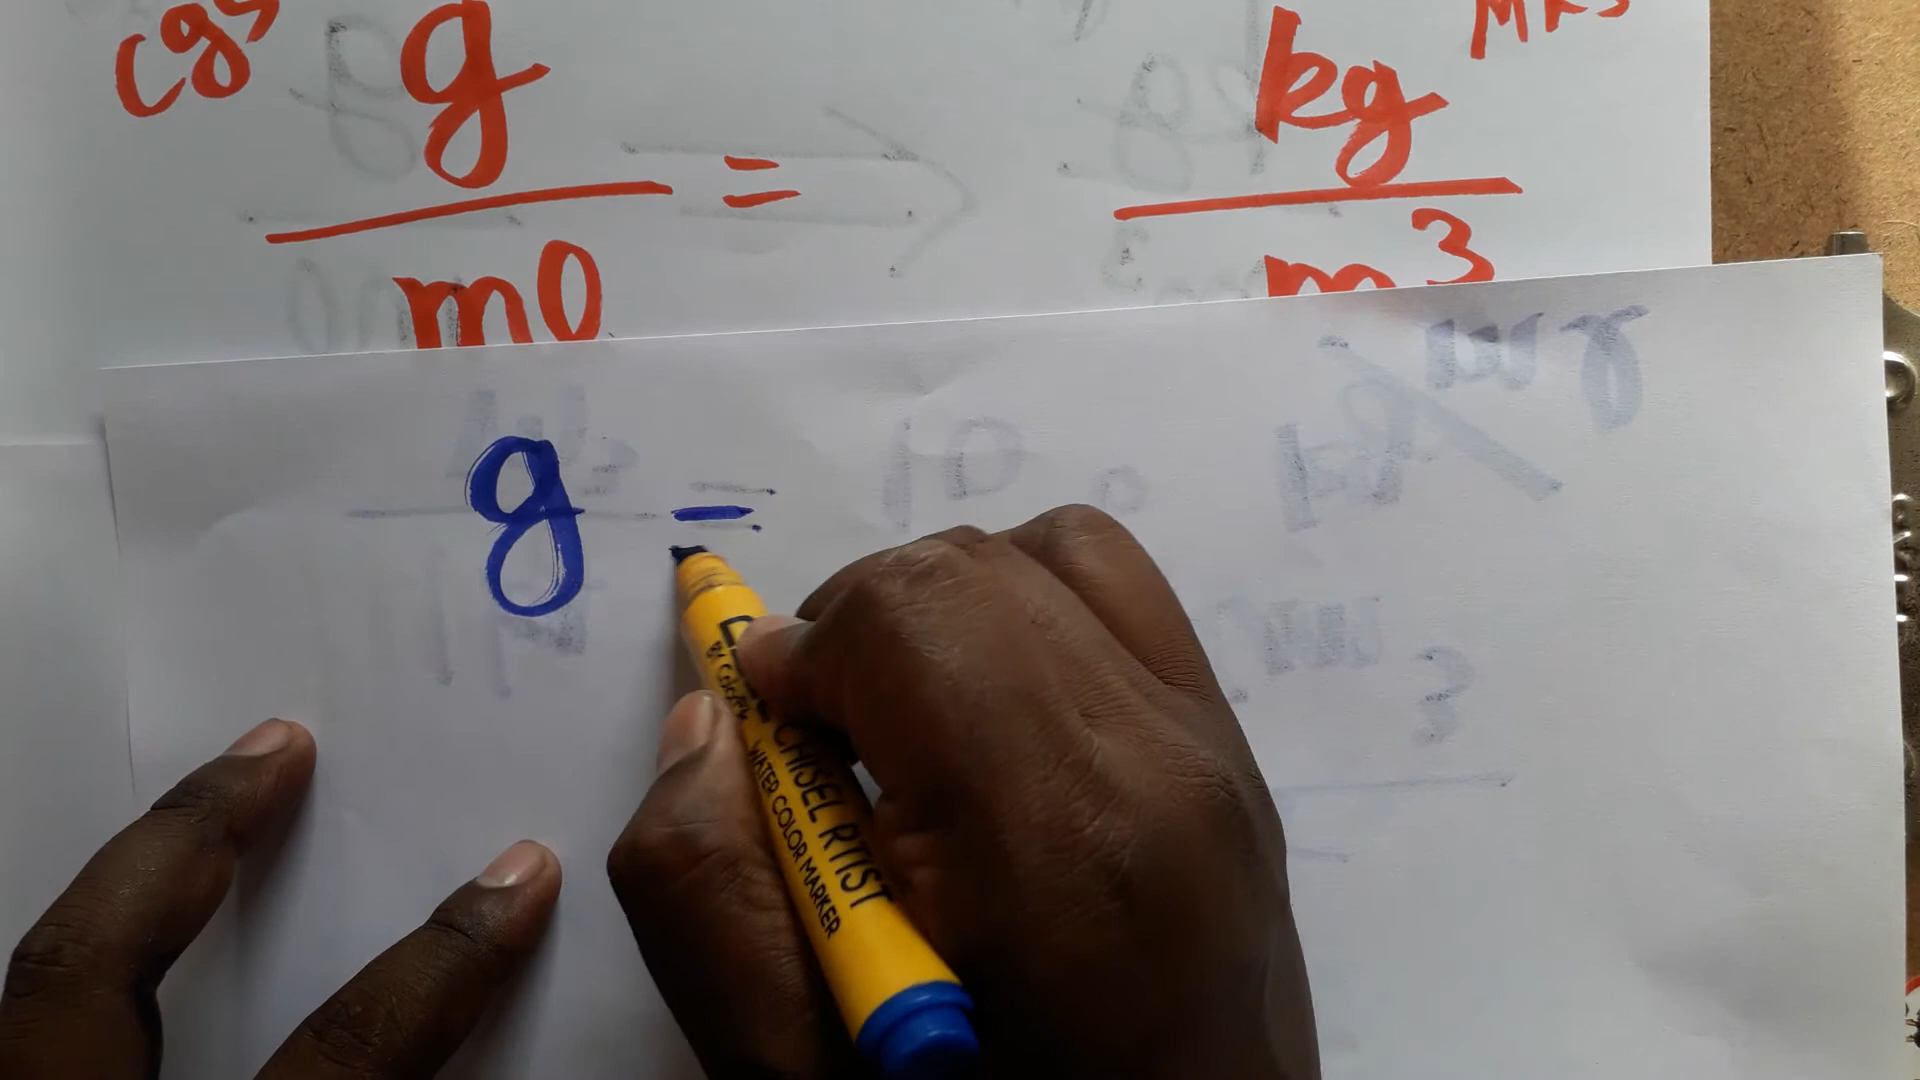 cgs g = kg MKS
m0 m³
g =
CHISEL RTIST
WATER COLOR MARKER